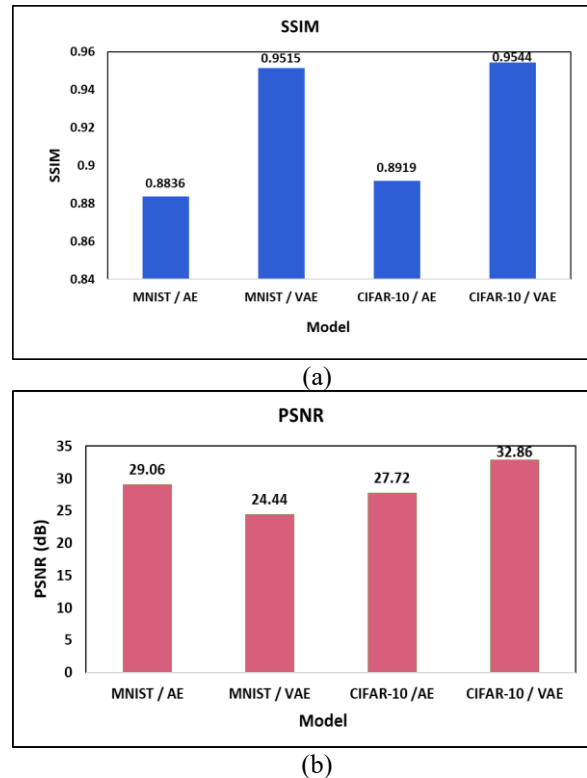 SSIM
0.96
0.94
0.92
0.9
0.88
0.86
0.84
SSIM
0.8836
0.9515
0.8919
0.9544
MNIST / AE
MNIST / VAE
CIFAR-10 / AE
CIFAR-10 / VAE
Model
(a)
PSNR
35
30
25
20
15
10
5
0
PSNR (dB)
29.06
24.44
27.72
32.86
MNIST / AE
MNIST / VAE
CIFAR-10 /AE
CIFAR-10 / VAE
Model
(b)